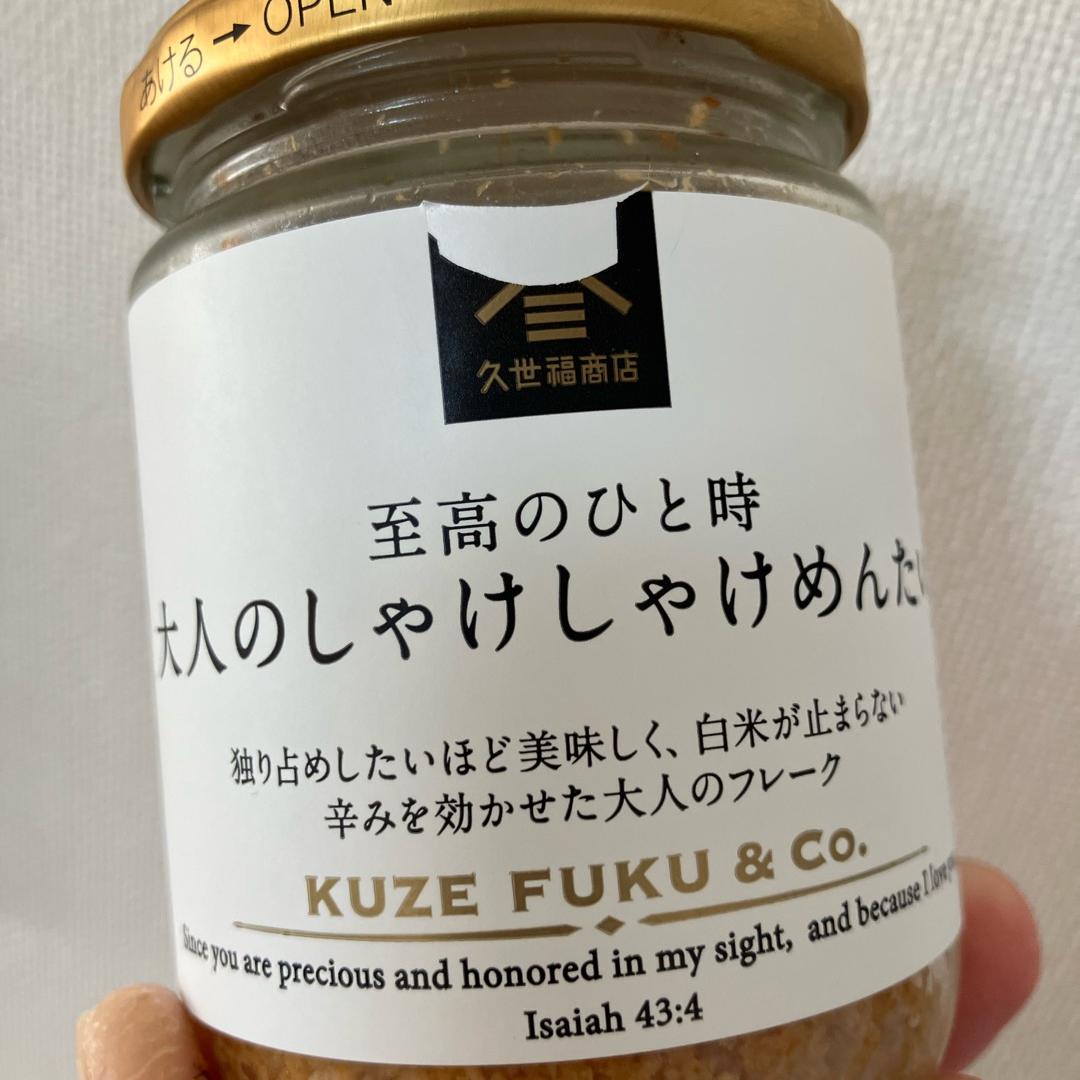 あける→OPEN
久世福商店
至高のひと時
大人のしゃけしゃけめんたい
独り占めしたいほど美味しく、白米が止まらない
辛みを効かせた大人のフレーク
KUZE FUKU & CO.
Since you are precious and honored in my sight, and because I love
Isaiah 43:4